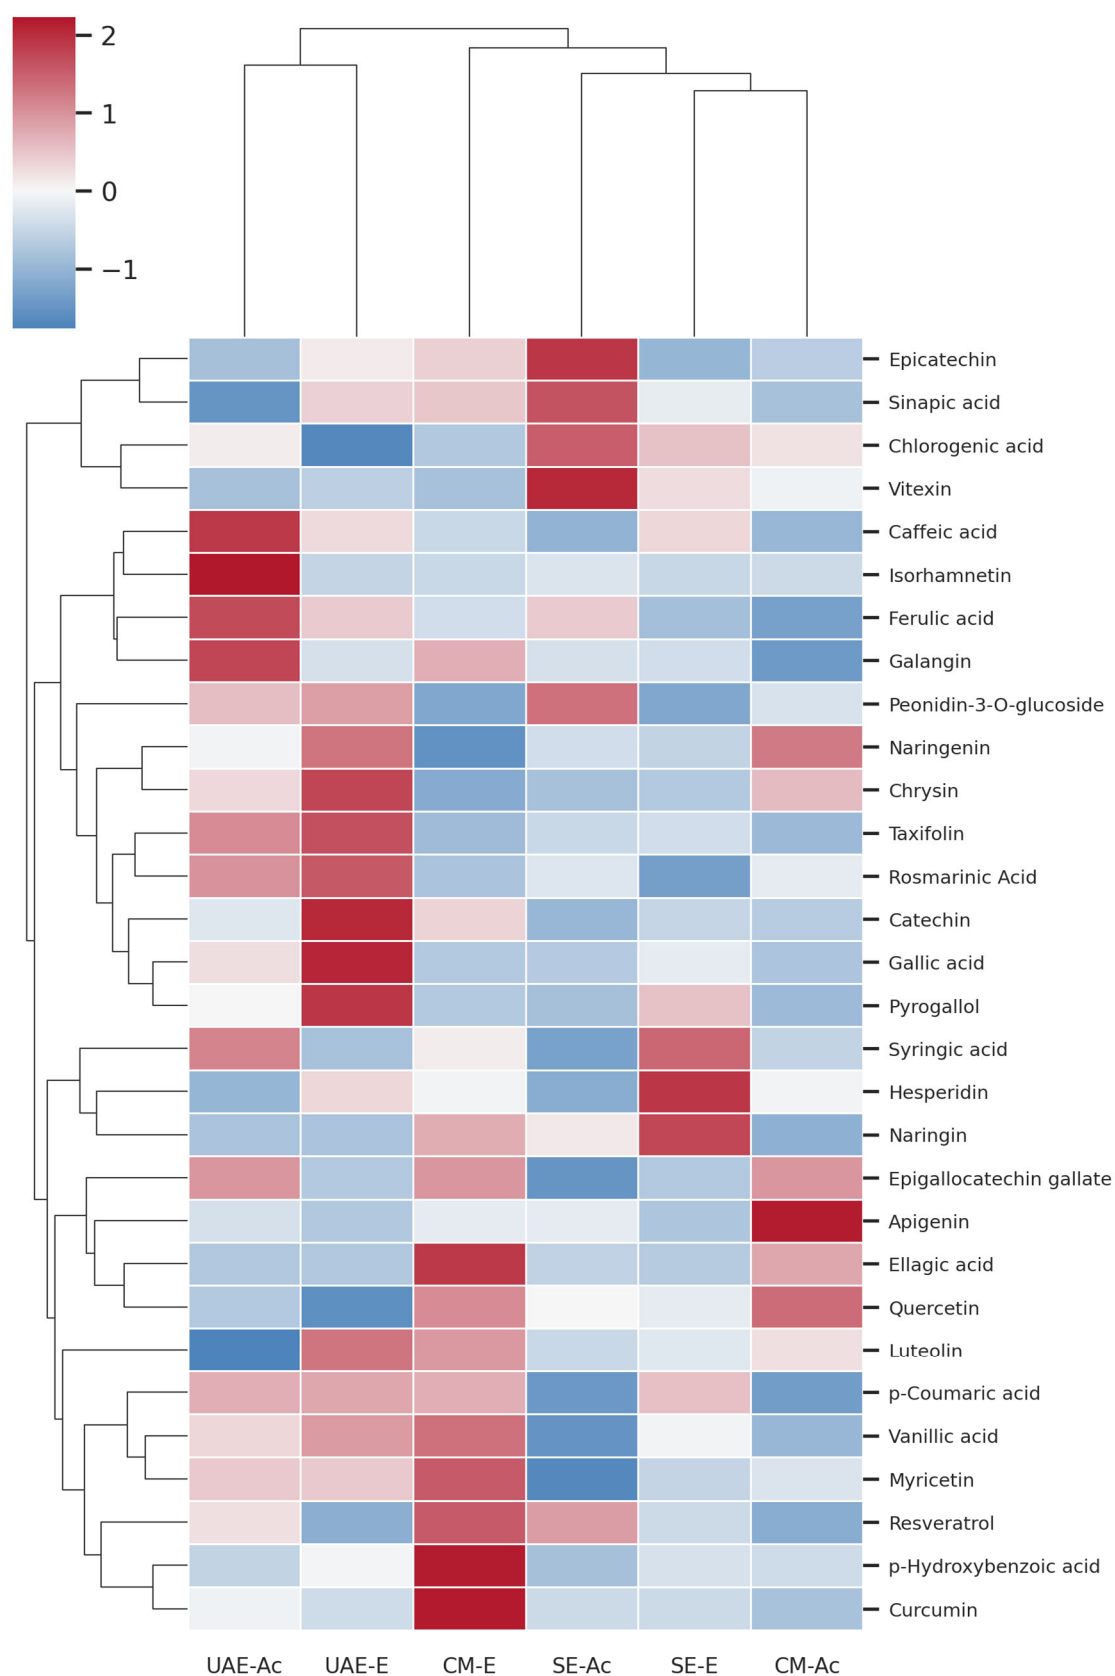 2
1
0
−1
Epicatechin
Sinapic acid
Chlorogenic acid
Vitexin
Caffeic acid
Isorhamnetin
Ferulic acid
Galangin
Peonidin-3-O-glucoside
Naringenin
Chrysin
Taxifolin
Rosmarinic Acid
Catechin
Gallic acid
Pyrogallol
Syringic acid
Hesperidin
Naringin
Epigallocatechin gallate
Apigenin
Ellagic acid
Quercetin
Luteolin
p-Coumaric acid
Vanillic acid
Myricetin
Resveratrol
p-Hydroxybenzoic acid
Curcumin
UAE-Ac UAE-E CM-E SE-Ac SE-E CM-Ac